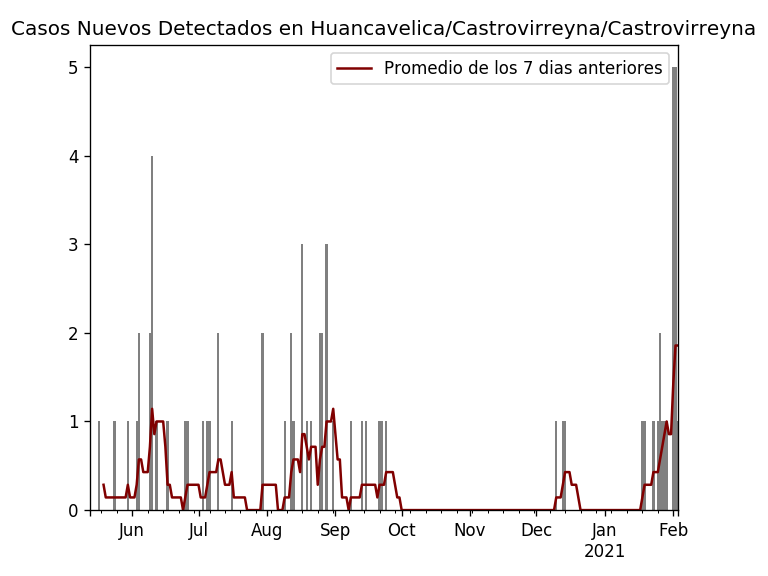 Casos Nuevos Detectados en Huancavelica/Castrovirreyna/Castrovirreyna
Promedio de los 7 dias anteriores
5
4
3
2
1
0
Jun Jul Aug Sep Oct Nov Dec Jan Feb
2021